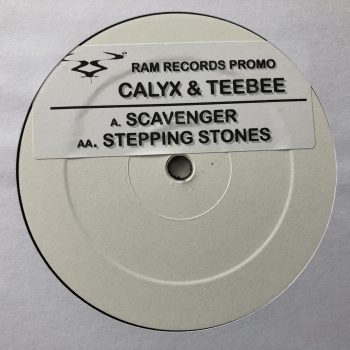 RAM RECORDS PROMO
CALYX & TEEBEE
A. SCAVENGER
AA. STEPPING STONES